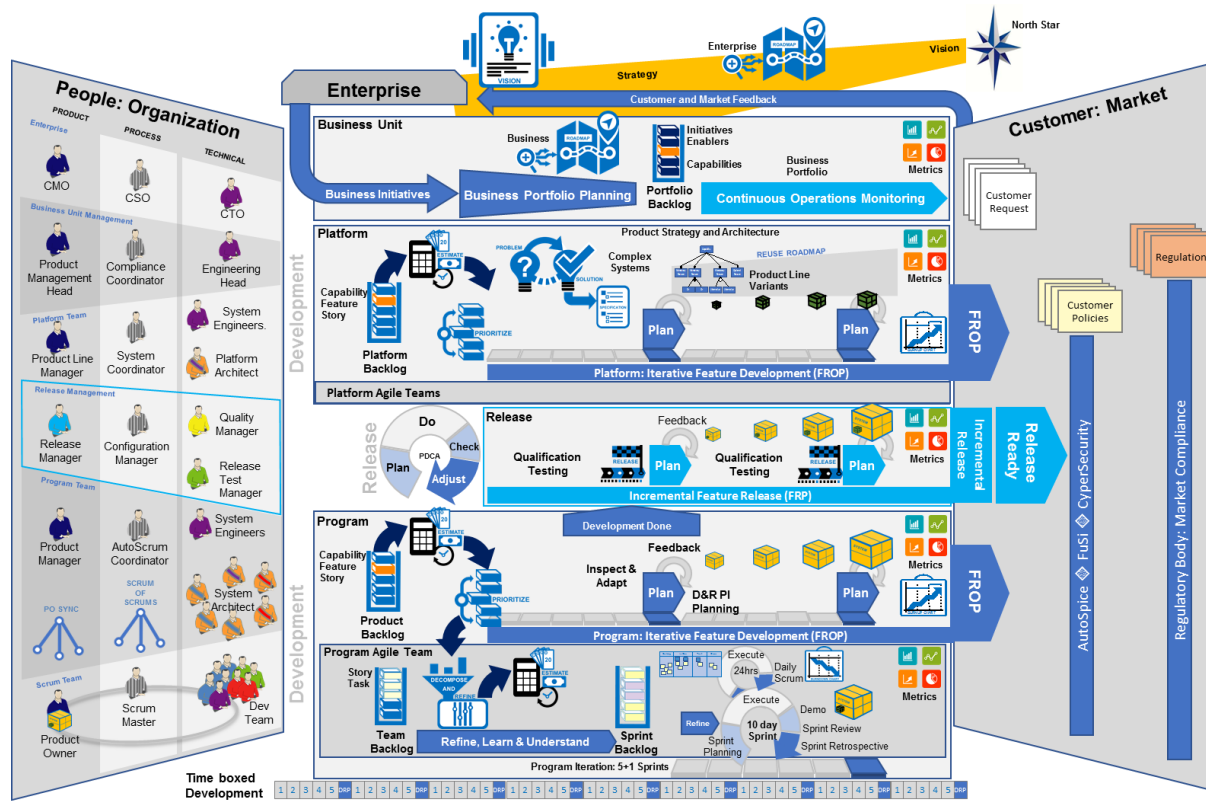 North Star
Vision
Enterprise
ROADMAP
Strategy
VISION
Enterprise
Customer and Market Feedback
People: Organization
PRODUCT
PROCESS
TECHNICAL
Enterprise
CMO
CSO
CTO
Business Unit Management
Product
Management
Head
Compliance
Coordinator
Engineering
Head
Platform Team
Product Line
Manager
System
Coordinator
System
Engineers.
Platform
Architect
Release Management
Release
Manager
Configuration
Manager
Quality
Manager
Release
Test
Manager
Program Team
Product
Manager
AutoScrum
Coordinator
System
Engineers
PO SYNC
SCRUM
OF
SCRUMS
System
Architect
Scrum Team
Product
Owner
Scrum
Master
Dev
Team
Business Unit
Business
ROADMAP
Initiatives
Enablers
Capabilities
Business
Portfolio
Metrics
Business Initiatives
Business Portfolio Planning
Portfolio
Backlog
Continuous Operations Monitoring
Development
Platform
Capability
Feature
Story
Platform
Backlog
20
ESTIMATE
PRIORITIZE
PROBLEM
SOLUTION
SPECIFICATION
Product Strategy and Architecture
Complex
Systems
REUSE ROADMAP
Product Line
Variants
Metrics
Plan
Plan
FROP
Platform: Iterative Feature Development (FROP)
Platform Agile Teams
Release
Do
Check
Adjust
Plan
PDCA
Release
Feedback
Qualification
Testing
RELEASE
Plan
Qualification
Testing
RELEASE
Plan
Metrics
Incremental Feature Release (FRP)
Incremental
Release
Release
Ready
Development Done
Development
Program
Capability
Feature
Story
Product
Backlog
20
ESTIMATE
PRIORITIZE
Feedback
Inspect &
Adapt
Plan
D&R PI
Planning
Plan
Metrics
FROP
Program: Iterative Feature Development (FROP)
Program Agile Team
Story
Task
Team
Backlog
DECOMPOSE
AND
REFINE
20
ESTIMATE
Refine, Learn & Understand
Sprint
Backlog
Execute
24hrs
Daily
Scrum
Refine
Execute
10 day
Sprint
Sprint
Planning
Demo
Sprint Review
Sprint Retrospective
Metrics
Program Iteration: 5+1 Sprints
Time boxed
Development
1 2 3 4 5 DRP 1 2 3 4 5 DRP 1 2 3 4 5 DRP 1 2 3 4 5 DRP 1 2 3 4 5 DRP 1 2 3 4 5 DRP 1 2 3 4 5 DRP 1 2 3 4 5 DRP 1 2 3 4 5 DRP
Customer: Market
Customer
Request
Regulation
Customer
Policies
AutoSpice FuSi CyperSecurity
Regulatory Body: Market Compliance